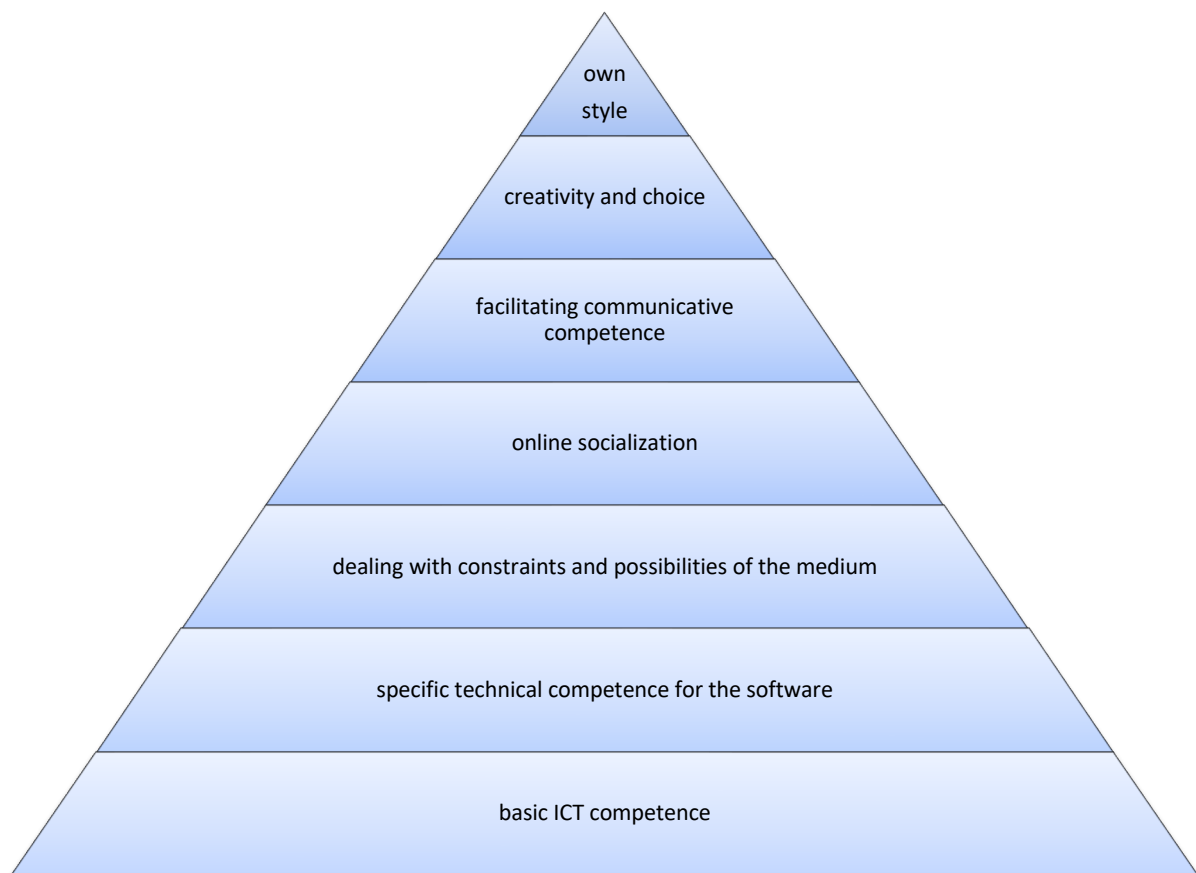 own
style
creativity and choice
facilitating communicative
competence
online socialization
dealing with constraints and possibilities of the medium
specific technical competence for the software
basic ICT competence